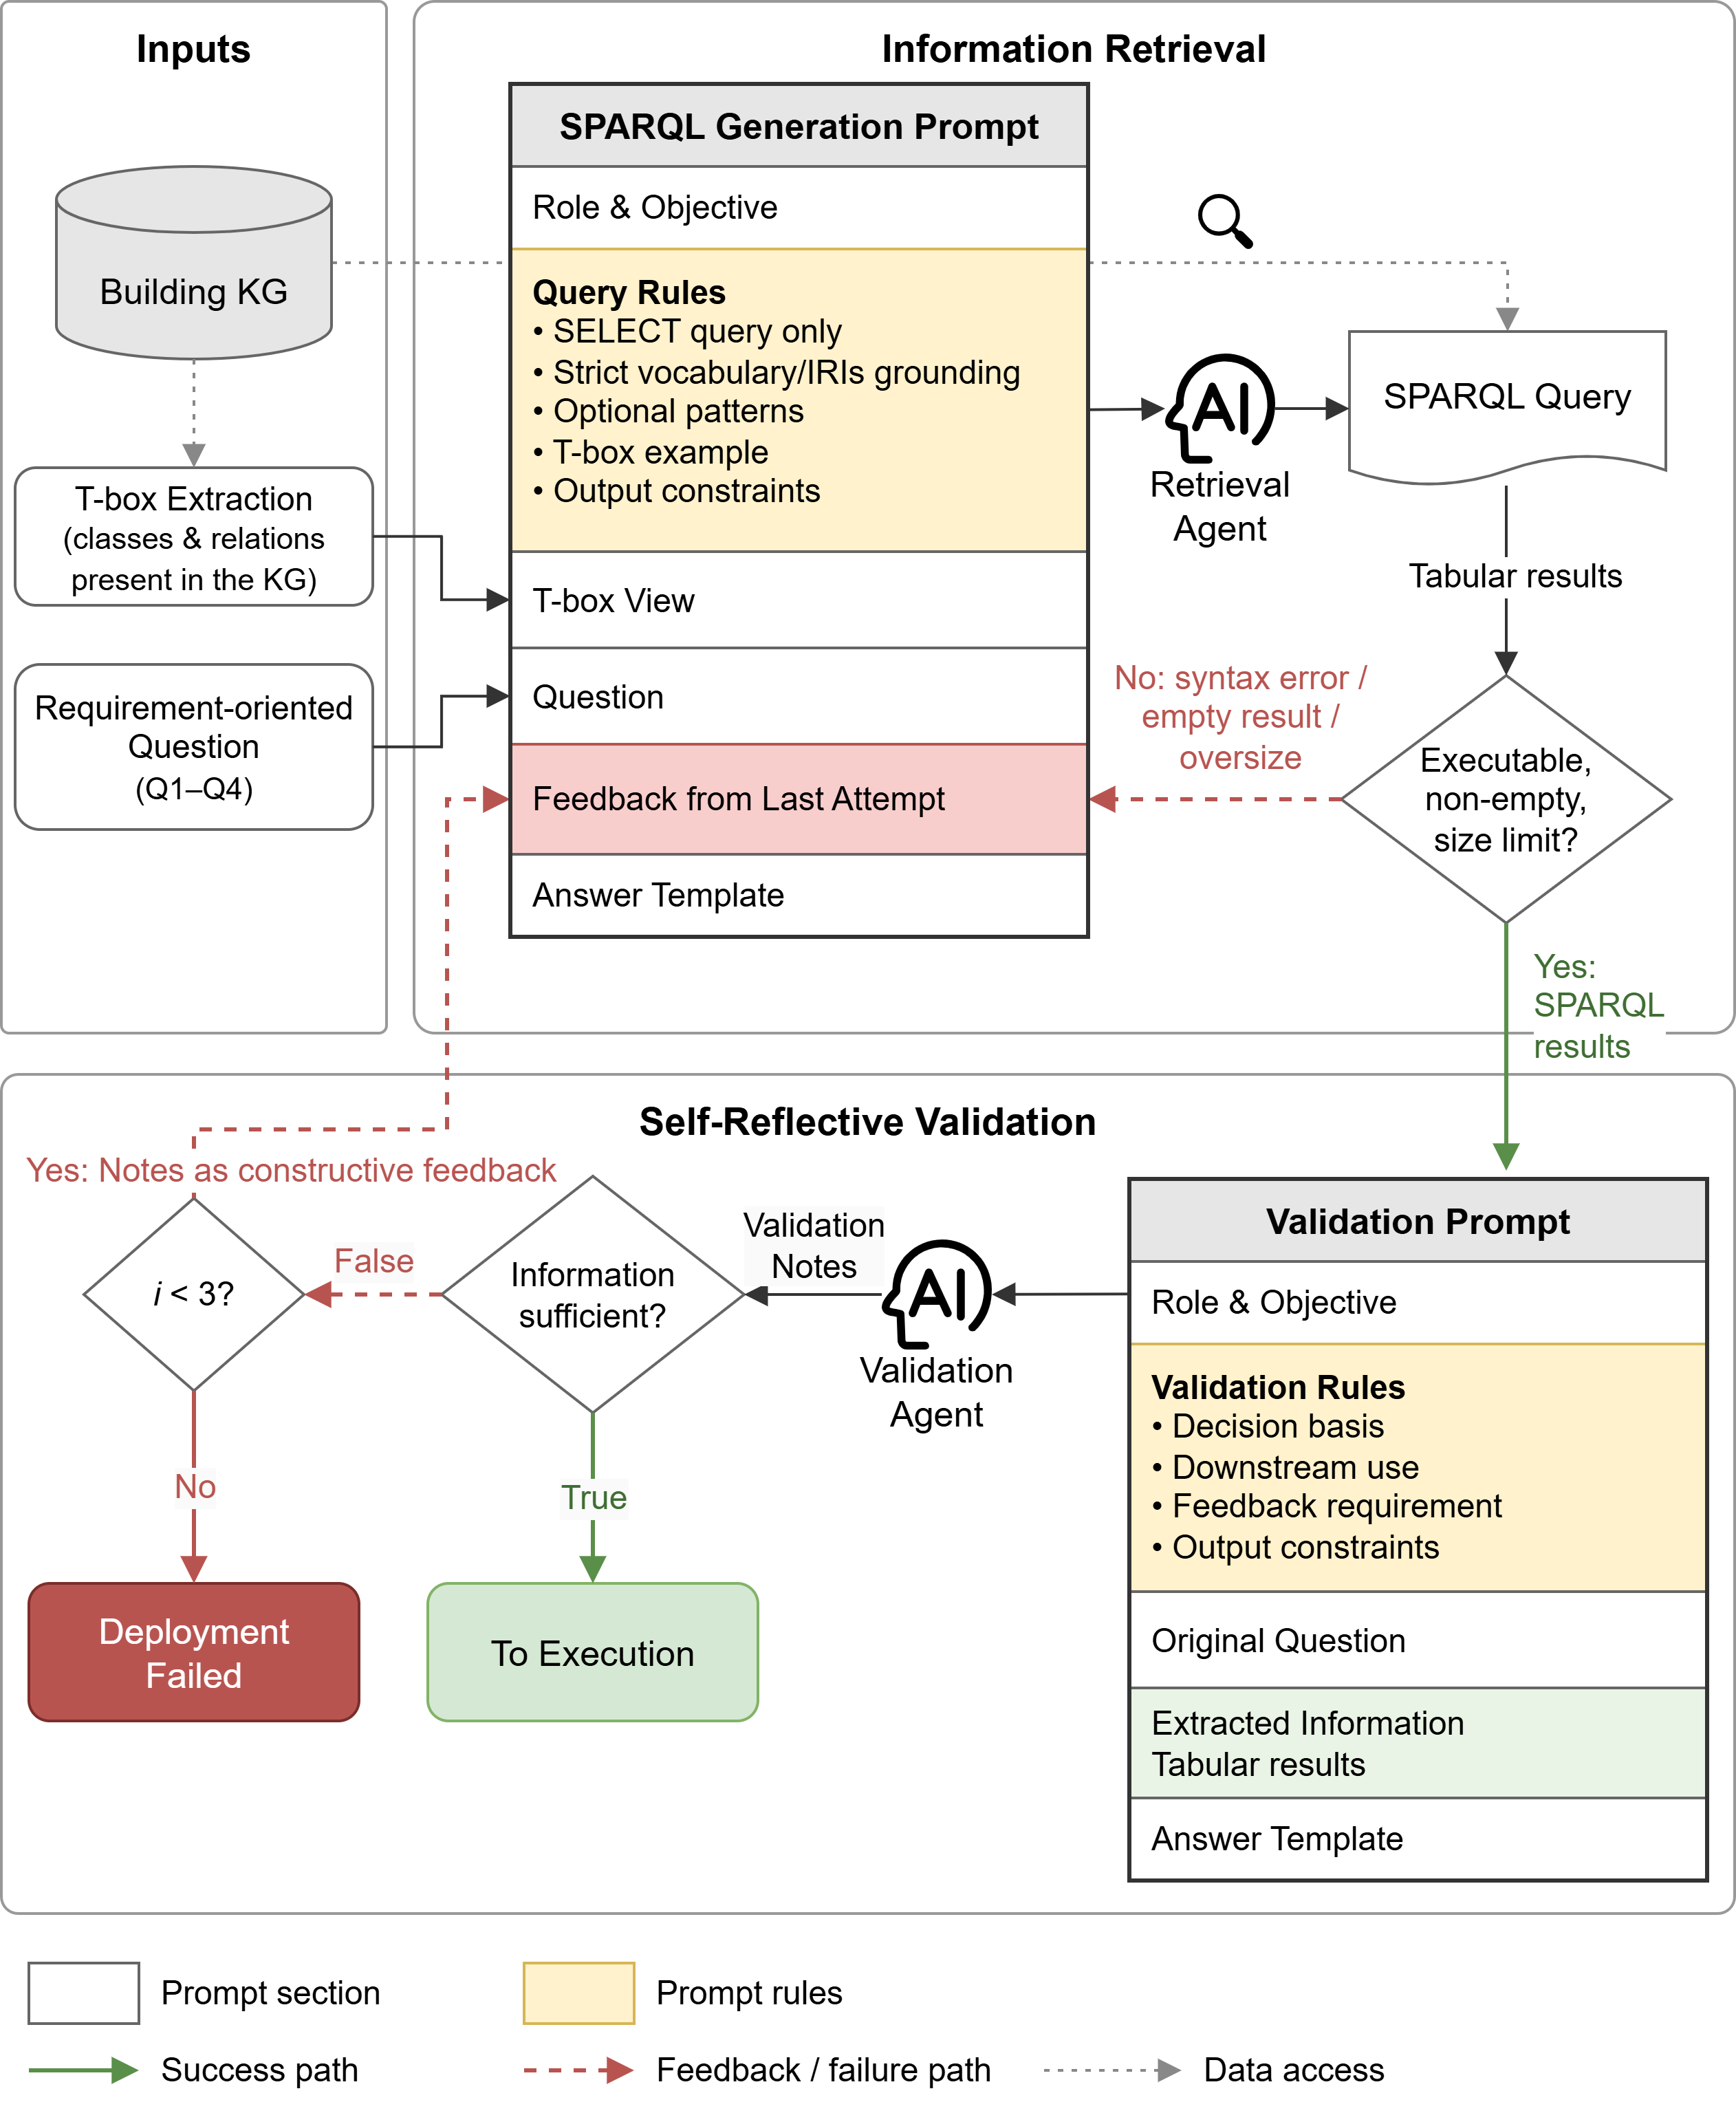 Inputs
Building KG
T-box Extraction
(classes & relations
present in the KG)
Requirement-oriented
Question
(Q1–Q4)
Information Retrieval
SPARQL Generation Prompt
Role & Objective
Query Rules
• SELECT query only
• Strict vocabulary/IRIs grounding
• Optional patterns
• T-box example
• Output constraints
T-box View
Question
Feedback from Last Attempt
Answer Template
AI
Retrieval
Agent
SPARQL Query
Tabular results
No: syntax error /
empty result /
oversize
Executable,
non-empty,
size limit?
Yes:
SPARQL
results
Self-Reflective Validation
Yes: Notes as constructive feedback
i < 3?
False
Information
sufficient?
Validation
Notes
AI
Validation
Agent
No
True
Deployment
Failed
To Execution
Validation Prompt
Role & Objective
Validation Rules
• Decision basis
• Downstream use
• Feedback requirement
• Output constraints
Original Question
Extracted Information
Tabular results
Answer Template
Prompt section
Prompt rules
Success path
Feedback / failure path
Data access